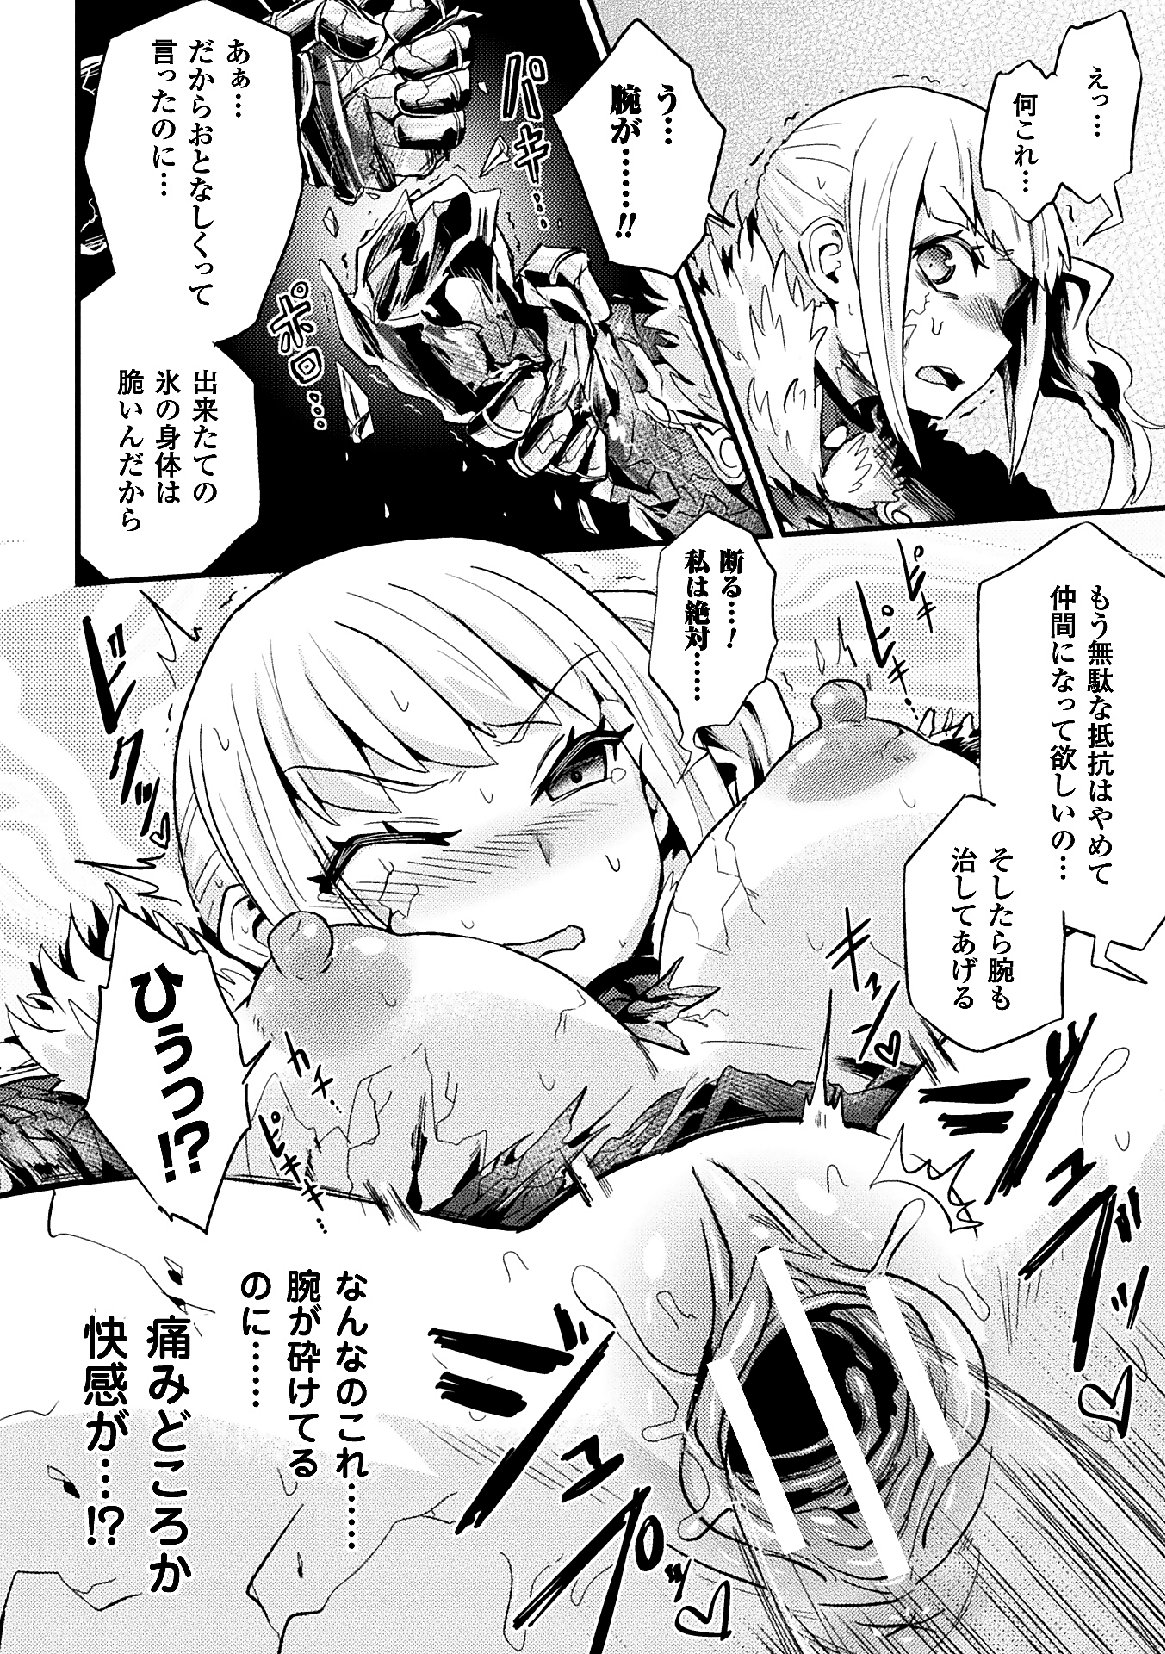 えっ…
何これ…
う…
腕が………!!
パキ…
ポロ…
あぁ…
だからおとなしくって
言ったのに…
出来たての
氷の身体は
脆いんだから
もう無駄な抵抗はやめて
仲間になって欲しいの…
そしたら腕も
治してあげる
断る…!
私は絶対……
ピキ…
ビクッ
ひうっ!?
ガチ…
ピキキ…
なんなのこれ……
腕が砕けてる
のに……
痛みどころか
快感が…!?